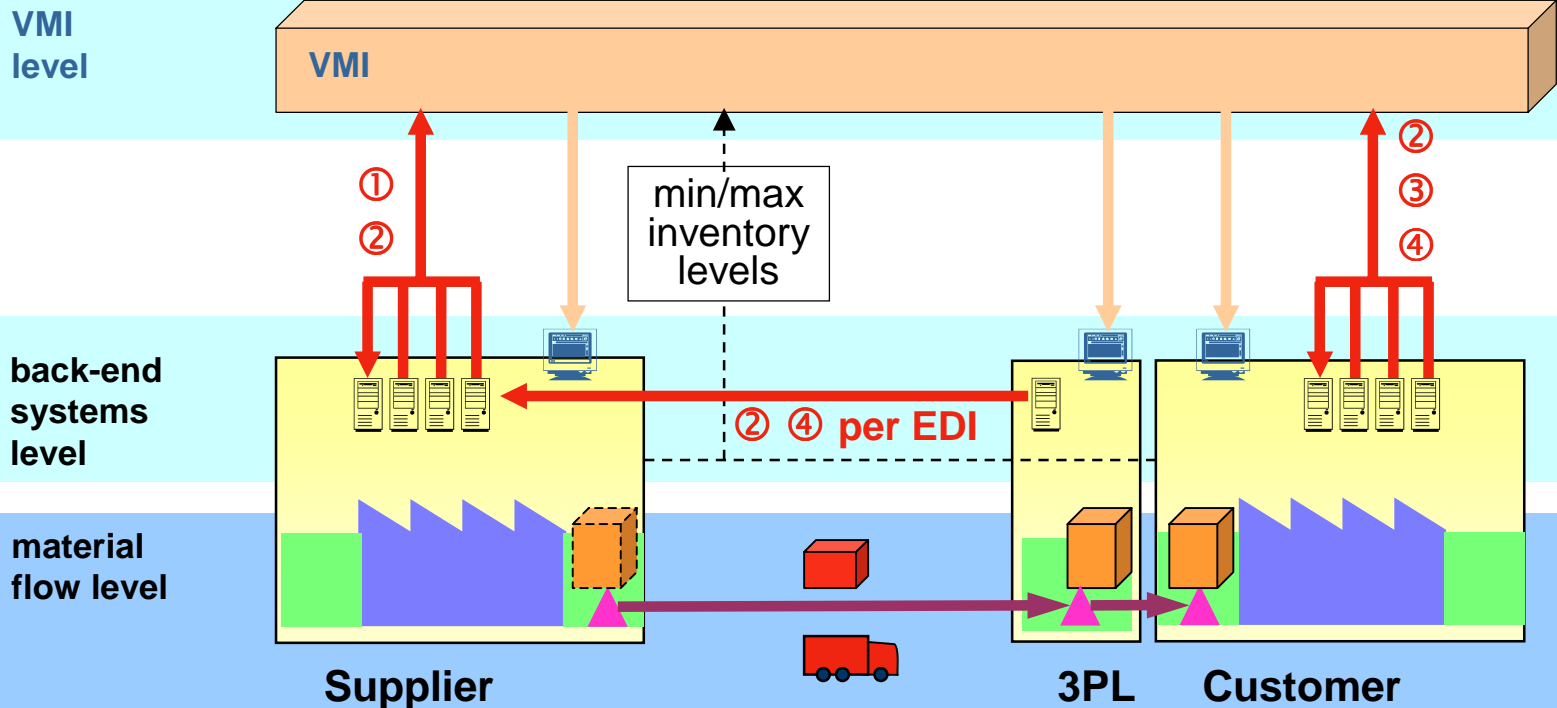 VMI
level
VMI
①
②
min/max
inventory
levels
②
③
④
back-end
systems
level
② ④ per EDI
material
flow level
Supplier
3PL
Customer